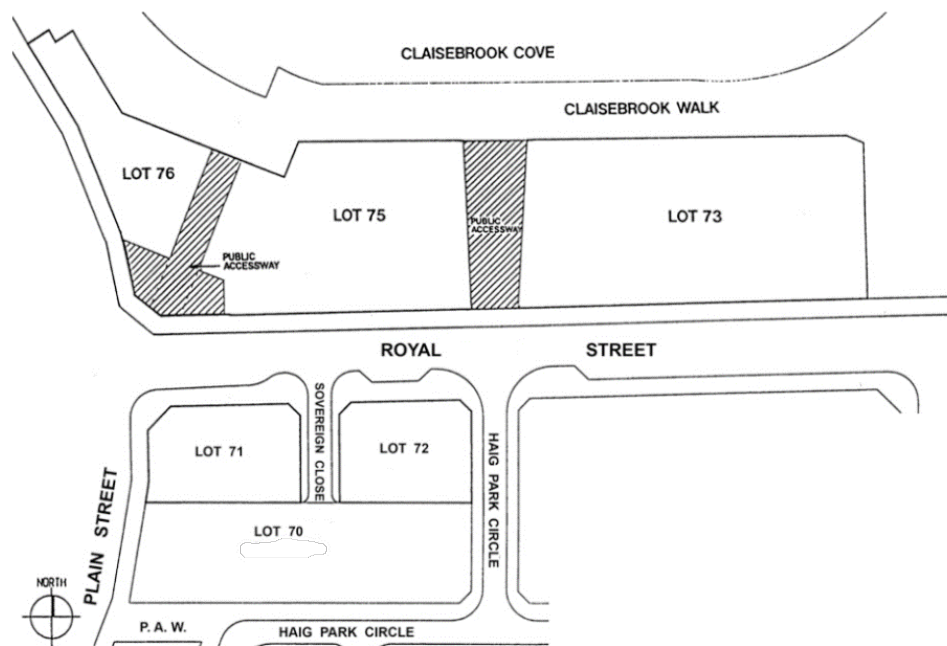 CLAISEBROOK COVE
CLAISEBROOK WALK
LOT 76
LOT 75
PUBLIC
ACCESSWAY
LOT 73
PUBLIC
ACCESSWAY
ROYAL STREET
SOVEREIGN CLOSE
LOT 71
LOT 72
HAIG PARK CIRCLE
PLAIN STREET
LOT 70
NORTH
P. A. W.
HAIG PARK CIRCLE